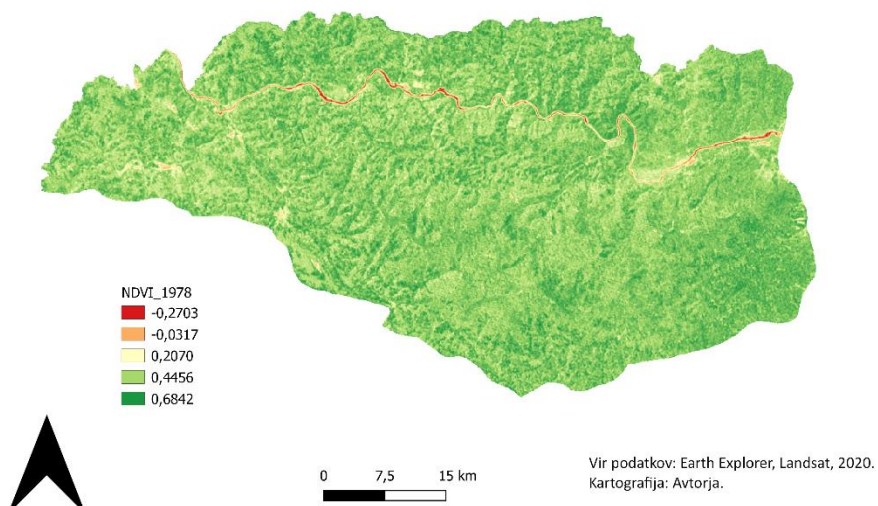 NDVI_1978
-0,2703
-0,0317
0,2070
0,4456
0,6842
0 7,5 15 km
Vir podatkov: Earth Explorer, Landsat, 2020.
Kartografija: Avtorja.